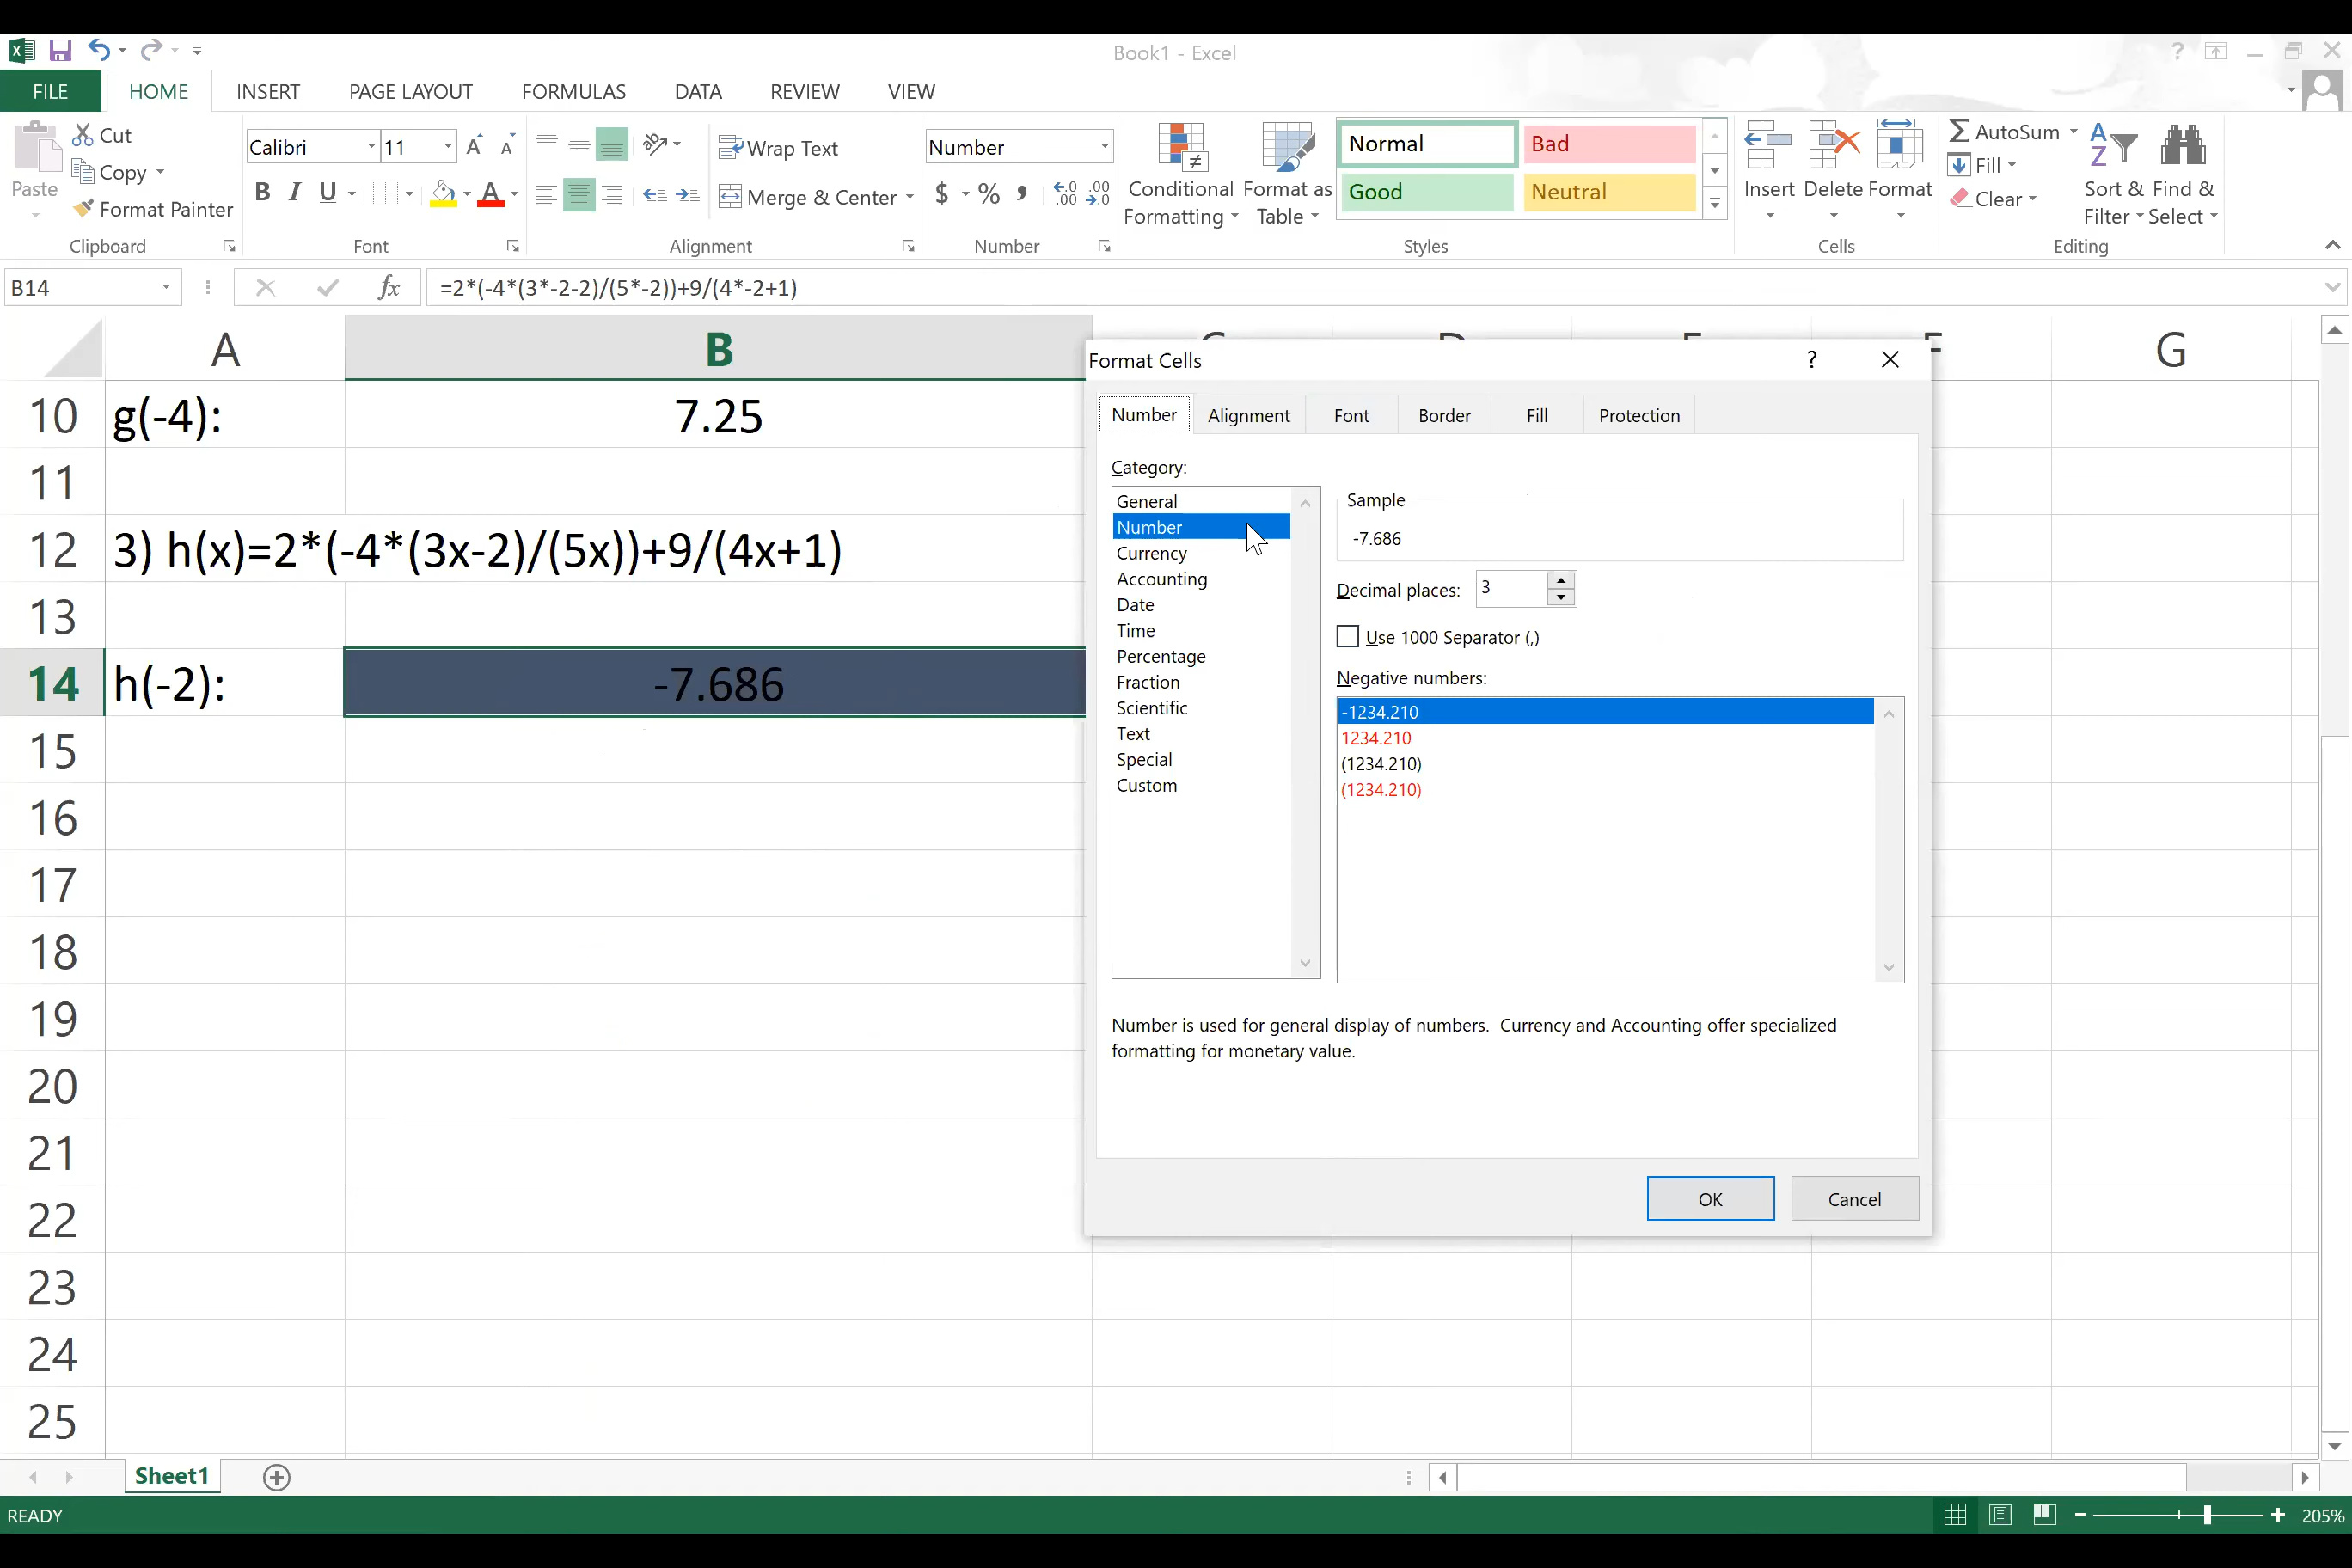 Book1 - Excel
?
FILE HOME INSERT PAGE LAYOUT FORMULAS DATA REVIEW VIEW
Paste
Cut
Copy
Format Painter
Clipboard
Calibri 11 A A
B I U A
Font
Wrap Text
Merge & Center
Alignment
Number
$ % ,
Number
Conditional Formatting
Format as Table
Normal Bad
Good Neutral
Styles
Insert Delete Format
Cells
AutoSum
Fill
Clear
Sort & Filter
Find & Select
Editing
B14 fx =2*(-4*(3*-2-2)/(5*-2))+9/(4*-2+1)
A B G
10 g(-4): 7.25
11
12 3) h(x)=2*(-4*(3x-2)/(5x))+9/(4x+1)
13
14 h(-2): -7.686
15
16
17
18
19
20
21
22
23
24
25
Format Cells ?
Number Alignment Font Border Fill Protection
Category:
General
Number
Currency
Accounting
Date
Time
Percentage
Fraction
Scientific
Text
Special
Custom
Sample
-7.686
Decimal places: 3
Use 1000 Separator (,)
Negative numbers:
-1234.210
1234.210
(1234.210)
(1234.210)
Number is used for general display of numbers. Currency and Accounting offer specialized
formatting for monetary value.
OK Cancel
Sheet1
READY 205%